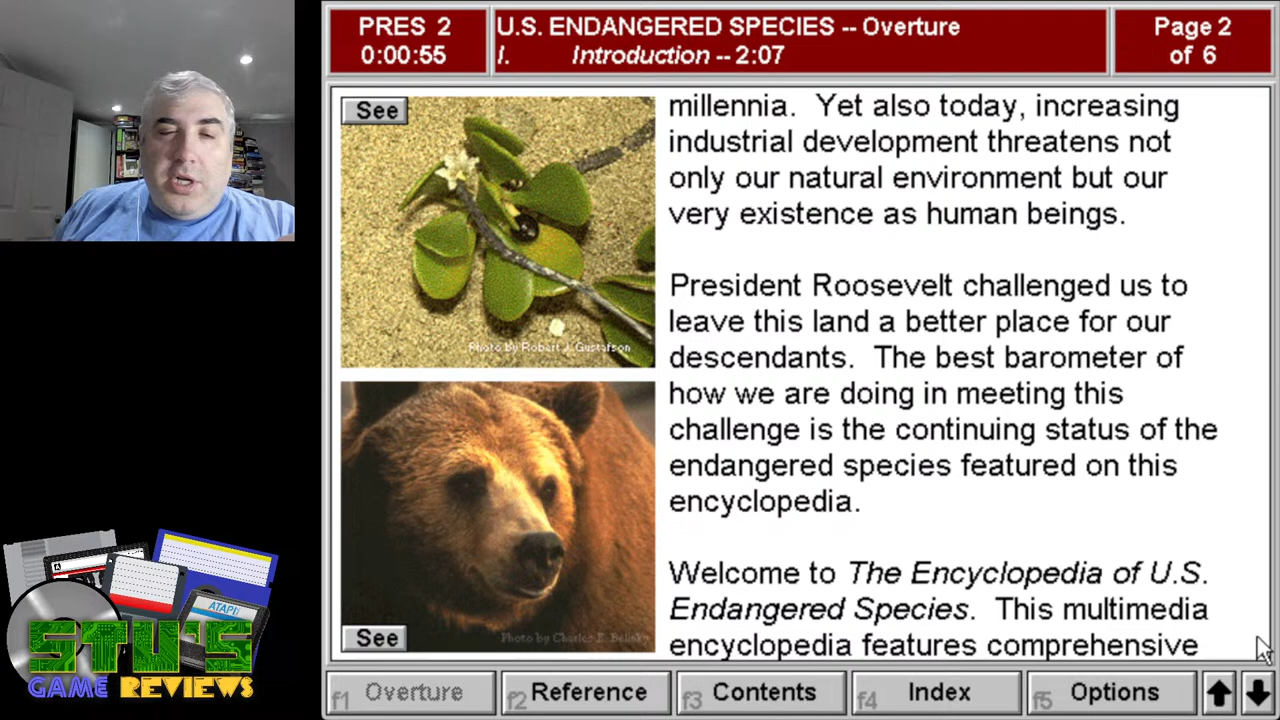 PRES 2
0:00:55
U.S. ENDANGERED SPECIES -- Overture
I. Introduction -- 2:07
Page 2
of 6
See
Photo by Robert J. Gustafson
See
Photo by Charles E.
millennia. Yet also today, increasing
industrial development threatens not
only our natural environment but our
very existence as human beings.
President Roosevelt challenged us to
leave this land a better place for our
descendants. The best barometer of
how we are doing in meeting this
challenge is the continuing status of the
endangered species featured on this
encyclopedia.
Welcome to The Encyclopedia of U.S.
Endangered Species. This multimedia
encyclopedia features comprehensive
f1 Overture
f2 Reference
f3 Contents
f4 Index
f5 Options
ATAPI
STU'S
GAME REVIEWS